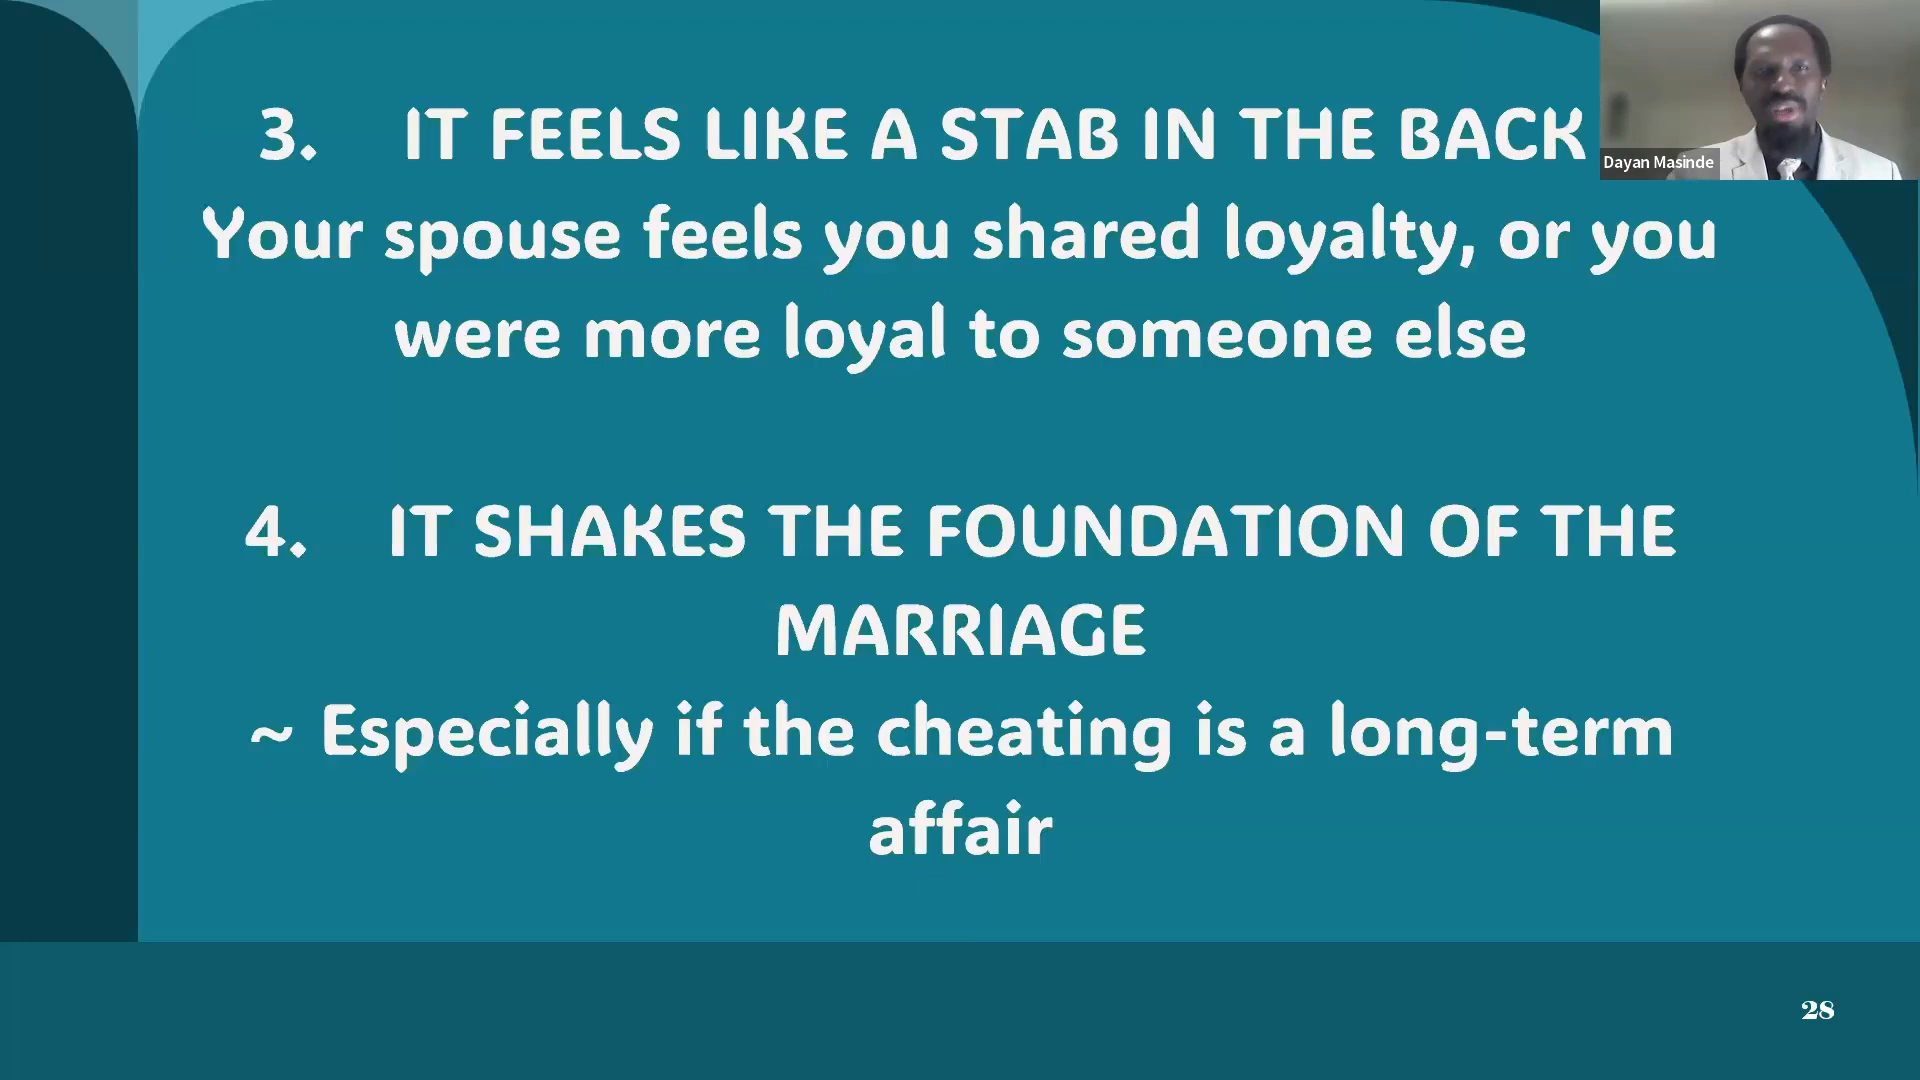 3. IT FEELS LIKE A STAB IN THE BACK
Dayan Masinde
Your spouse feels you shared loyalty, or you
were more loyal to someone else
4. IT SHAKES THE FOUNDATION OF THE
MARRIAGE
~ Especially if the cheating is a long-term
affair
28